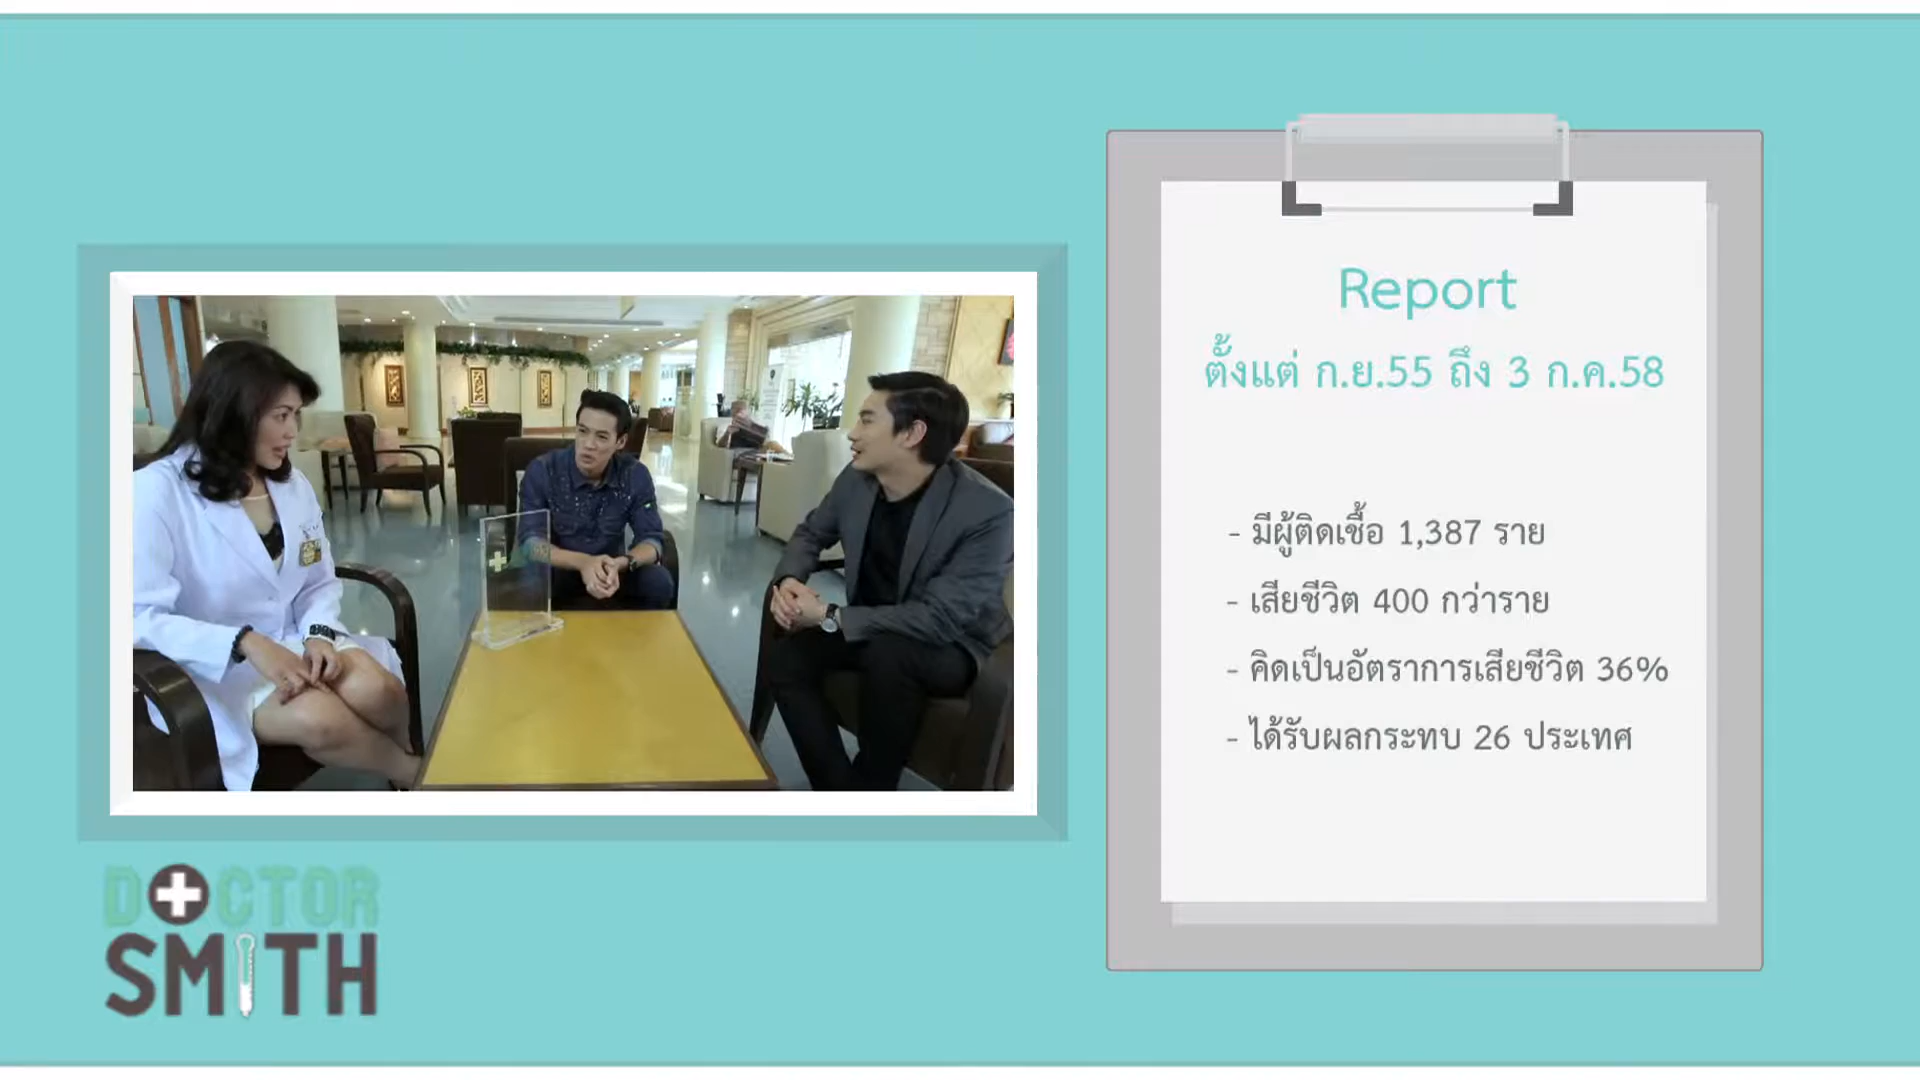 Report
ตั้งแต่ ก.ย.55 ถึง 3 ก.ค.58
- มีผู้ติดเชื้อ 1,387 ราย
- เสียชีวิต 400 กว่าราย
- คิดเป็นอัตราการเสียชีวิต 36%
- ได้รับผลกระทบ 26 ประเทศ
DOCTOR
SMITH